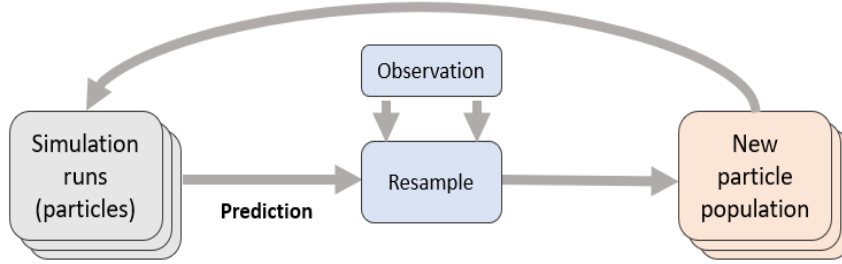 Observation
Simulation
runs
(particles)
Prediction
Resample
New
particle
population